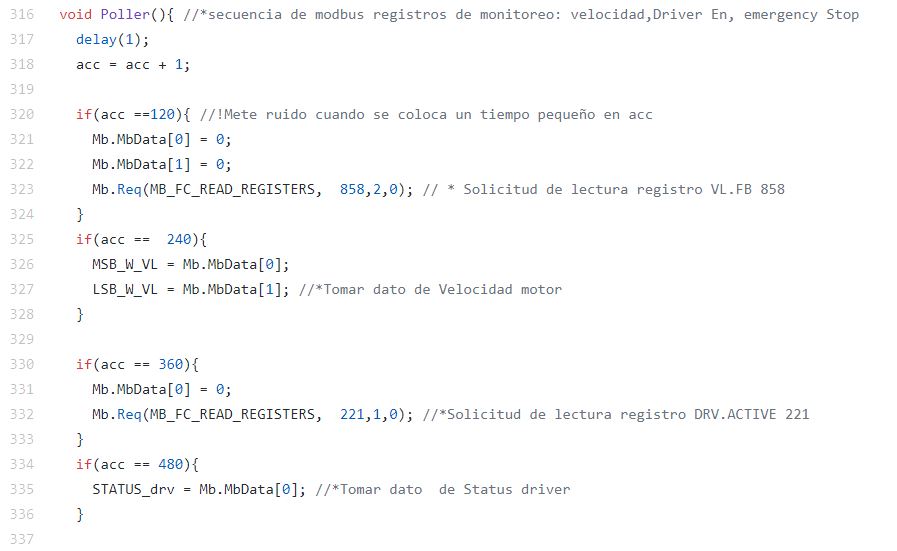 316 void Poller(){ //*secuencia de modbus registros de monitoreo: velocidad,Driver En, emergency Stop
317 delay(1);
318 acc = acc + 1;
319
320 if(acc ==120){ //!Mete ruido cuando se coloca un tiempo pequeño en acc
321 Mb.MbData[0] = 0;
322 Mb.MbData[1] = 0;
323 Mb.Req(MB_FC_READ_REGISTERS,  858,2,0); // * Solicitud de lectura registro VL.FB 858
324 }
325 if(acc ==  240){
326 MSB_W_VL = Mb.MbData[0];
327 LSB_W_VL = Mb.MbData[1]; //*Tomar dato de Velocidad motor
328 }
329
330 if(acc == 360){
331 Mb.MbData[0] = 0;
332 Mb.Req(MB_FC_READ_REGISTERS,  221,1,0); //*Solicitud de lectura registro DRV.ACTIVE 221
333 }
334 if(acc == 480){
335 STATUS_drv = Mb.MbData[0]; //*Tomar dato  de Status driver
336 }
337